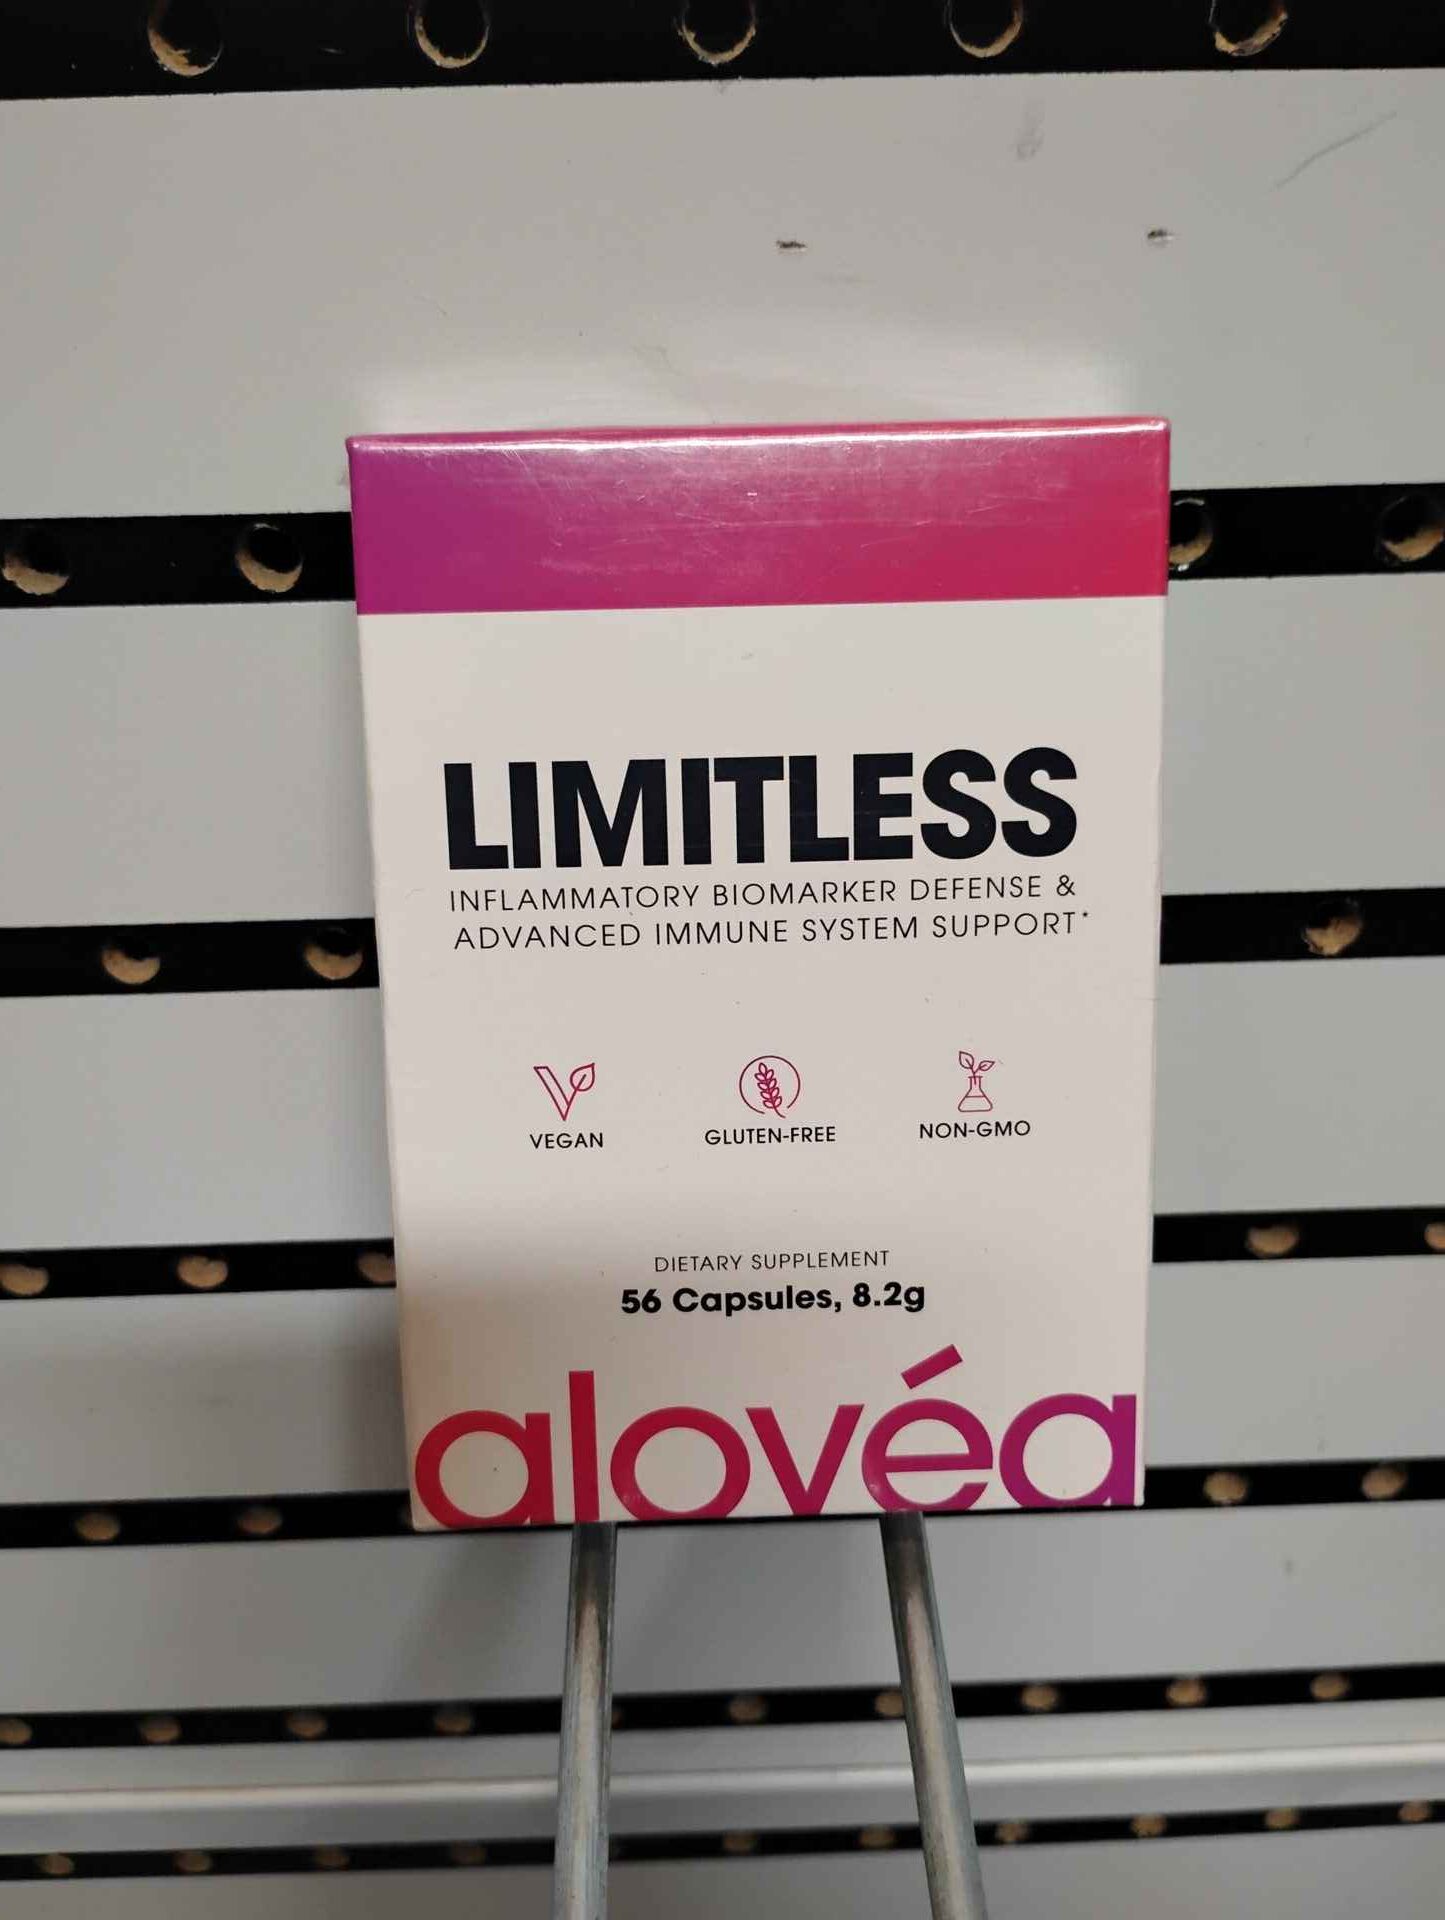 LIMITLESS
INFLAMMATORY BIOMARKER DEFENSE &
ADVANCED IMMUNE SYSTEM SUPPORT*
VEGAN
GLUTEN-FREE
NON-GMO
DIETARY SUPPLEMENT
56 Capsules, 8.2g
alovéa